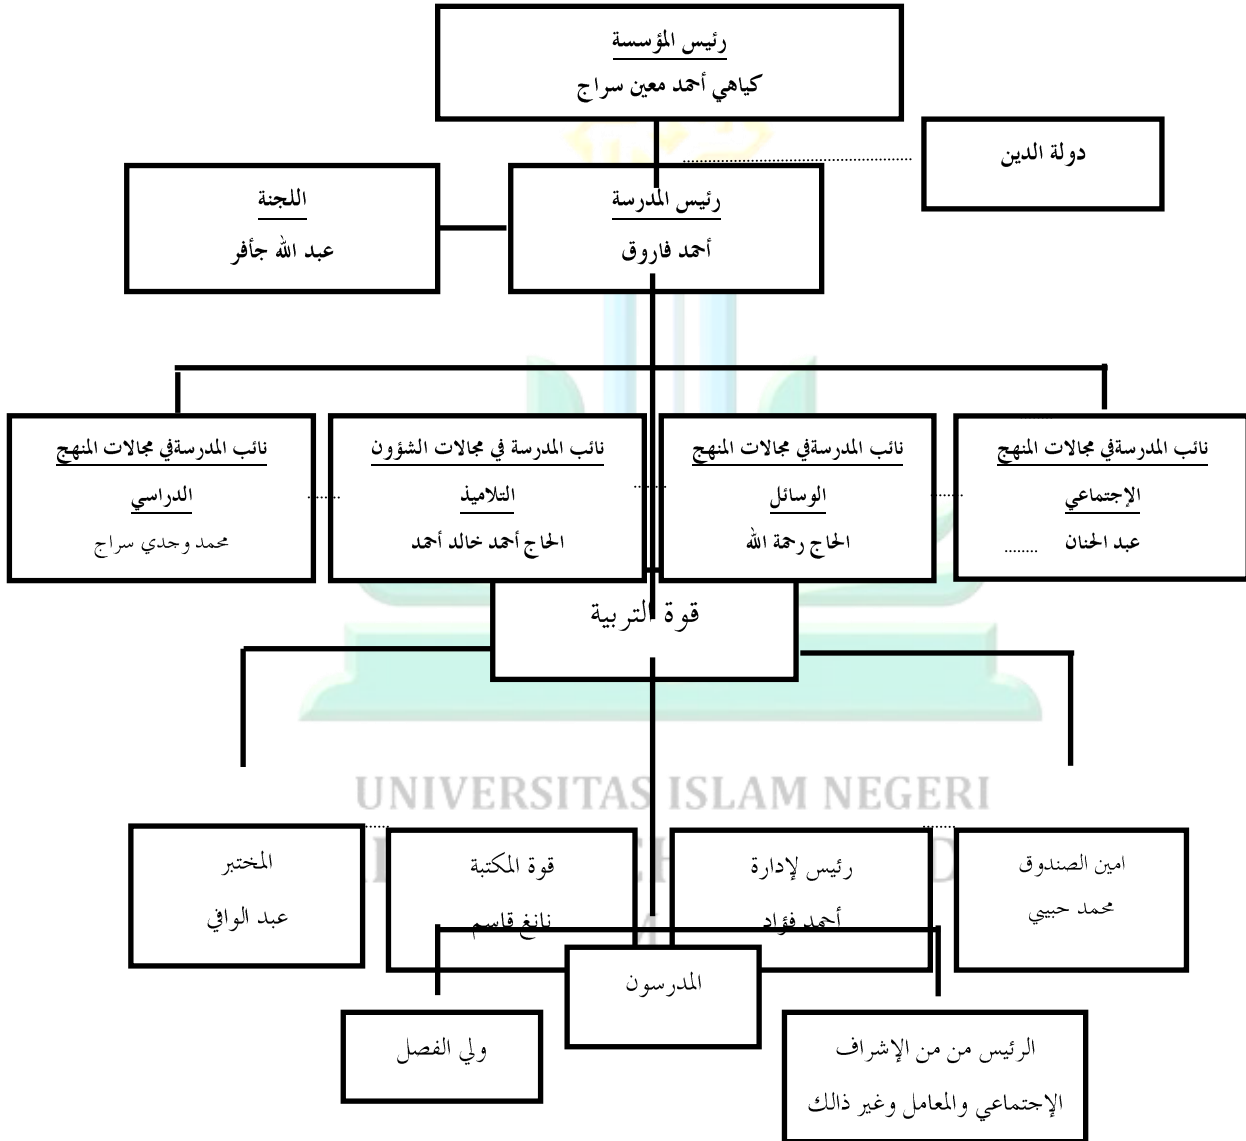 رئيس المؤسسة
كياهي أحمد معين سراج
دولة الدين
رئيس المدرسة
أحمد فاروق
اللجنة
عبد الله جأفر
نائب المدرسةفي مجالات المنهج
الإجتماعي
عبد الحنان
نائب المدرسةفي مجالات المنهج
الوسائل
الحاج رحمة الله
نائب المدرسة في مجالات الشؤون
التلاميذ
الحاج أحمد خالد أحمد
نائب المدرسةفي مجالات المنهج
الدراسي
محمد وجدي سراج
قوة التربية
UNIVERSITAS ISLAM NEGERI
امين الصندوق
محمد حبيبي
رئيس لإدارة
أحمد فؤاد
قوة المكتبة
نانغ قاسم
المختبر
عبد الوافي
المدرسون
ولي الفصل
الرئيس من من الإشراف
الإجتماعي والمعامل وغير ذالك